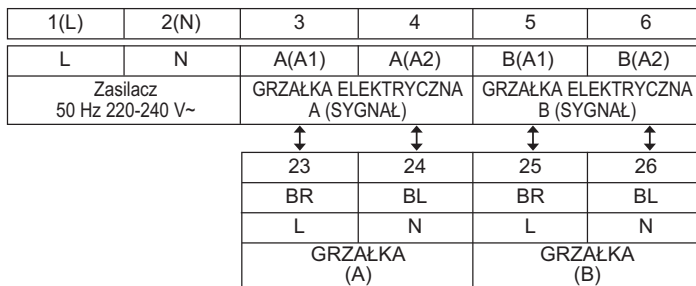 1(L) 2(N) 3 4 5 6
L N A(A1) A(A2) B(A1) B(A2)
Zasilacz GRZAŁKA ELEKTRYCZNA GRZAŁKA ELEKTRYCZNA
50 Hz 220-240 V~ A (SYGNAŁ) B (SYGNAŁ)
23 24 25 26
BR BL BR BL
L N L N
GRZAŁKA GRZAŁKA
(A) (B)